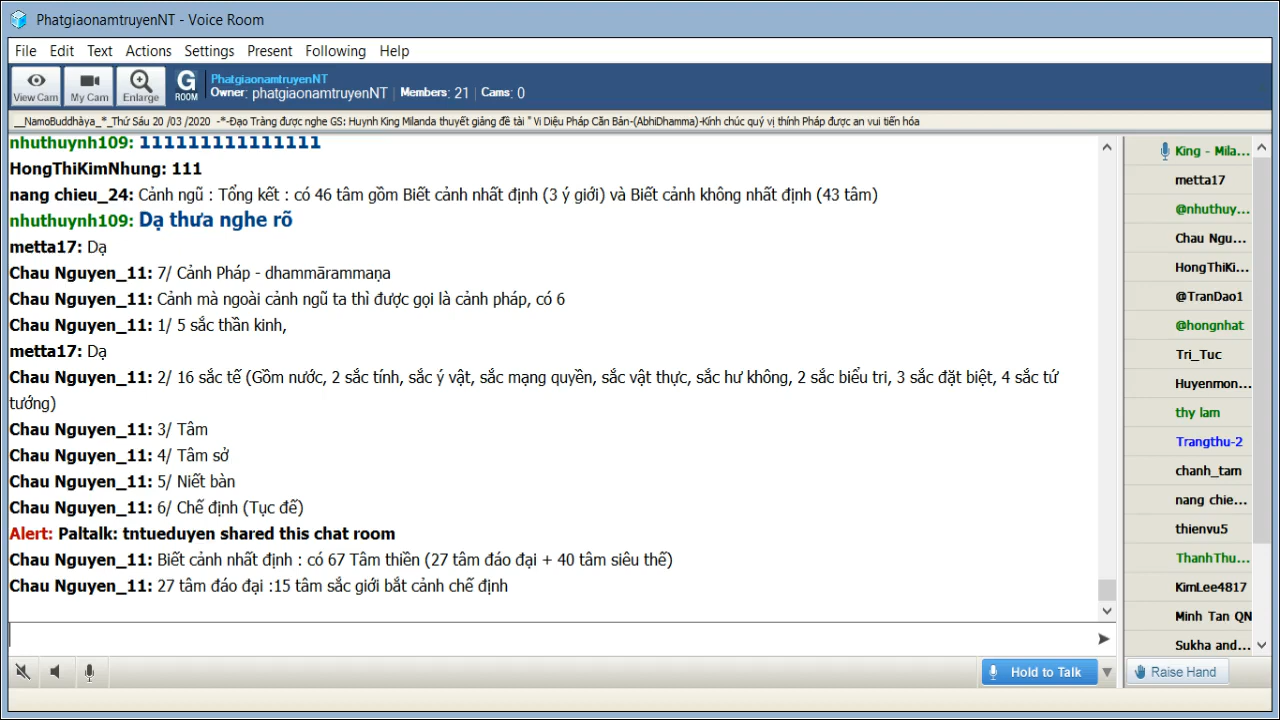 PhatgiaonamtruyenNT - Voice Room
File Edit Text Actions Settings Present Following Help
View Cam My Cam Enlarge G ROOM
PhatgiaonamtruyenNT
Owner: phatgiaonamtruyenNT Members: 21 Cams: 0
__NamoBuddhàya_*_Thứ Sáu 20 /03 /2020 -*-Đạo Tràng được nghe GS: Huynh King Milanda thuyết giảng đề tài " Vi Diệu Pháp Căn Bản-(AbhiDhamma)-Kính chúc quý vị thính Pháp được an vui tiến hóa
nhuthuynh109: 1111111111111111
HongThiKimNhung: 111
nang chieu_24: Cảnh ngũ : Tổng kết : có 46 tâm gồm Biết cảnh nhất định (3 ý giới) và Biết cảnh không nhất định (43 tâm)
nhuthuynh109: Dạ thưa nghe rõ
metta17: Dạ
Chau Nguyen_11: 7/ Cảnh Pháp - dhammārammaṇa
Chau Nguyen_11: Cảnh mà ngoài cảnh ngũ ta thì được gọi là cảnh pháp, có 6
Chau Nguyen_11: 1/ 5 sắc thần kinh,
metta17: Dạ
Chau Nguyen_11: 2/ 16 sắc tế (Gồm nước, 2 sắc tính, sắc ý vật, sắc mạng quyền, sắc vật thực, sắc hư không, 2 sắc biểu tri, 3 sắc đặt biệt, 4 sắc tứ
tướng)
Chau Nguyen_11: 3/ Tâm
Chau Nguyen_11: 4/ Tâm sở
Chau Nguyen_11: 5/ Niết bàn
Chau Nguyen_11: 6/ Chế định (Tục đế)
Alert: Paltalk: tntueduyen shared this chat room
Chau Nguyen_11: Biết cảnh nhất định : có 67 Tâm thiền (27 tâm đáo đại + 40 tâm siêu thế)
Chau Nguyen_11: 27 tâm đáo đại :15 tâm sắc giới bắt cảnh chế định
King - Mila...
metta17
@nhuthuy...
Chau Ngu...
HongThiKi...
@TranDao1
@hongnhat
Tri_Tuc
Huyenmon...
thy lam
Trangthu-2
chanh_tam
nang chie...
thienvu5
ThanhThu...
KimLee4817
Minh Tan QN
Sukha and...
Hold to Talk
Raise Hand